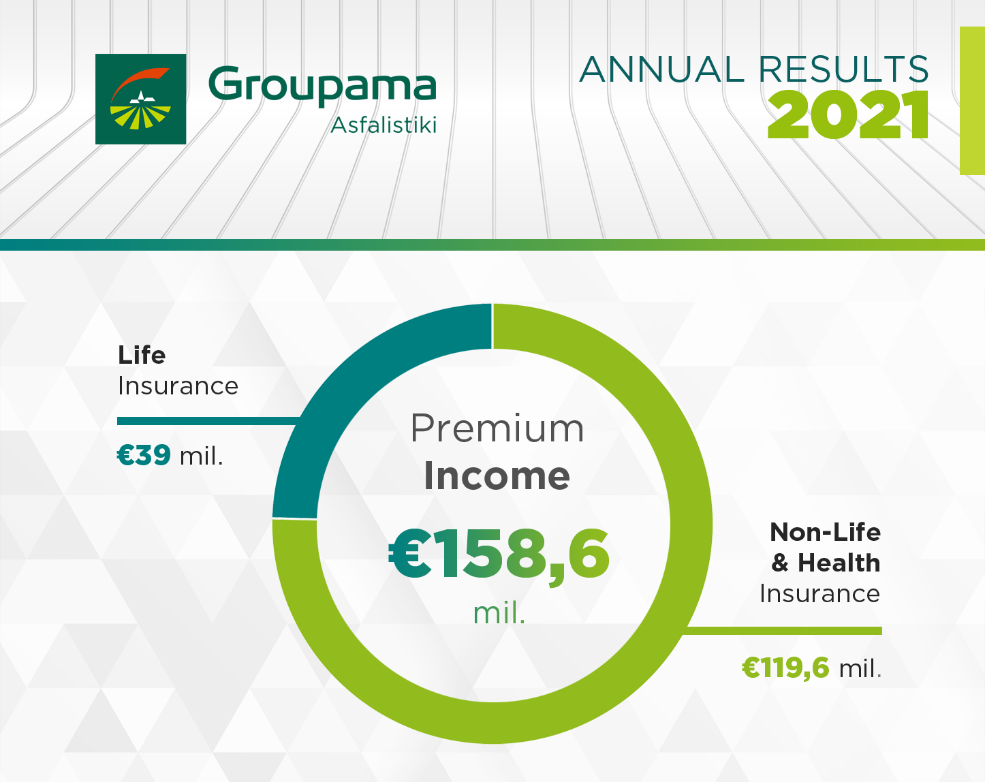 Groupama
Asfalistiki
ANNUAL RESULTS
2021
Life
Insurance
€39 mil.
Premium
Income
€158,6
mil.
Non-Life
& Health
Insurance
€119,6 mil.